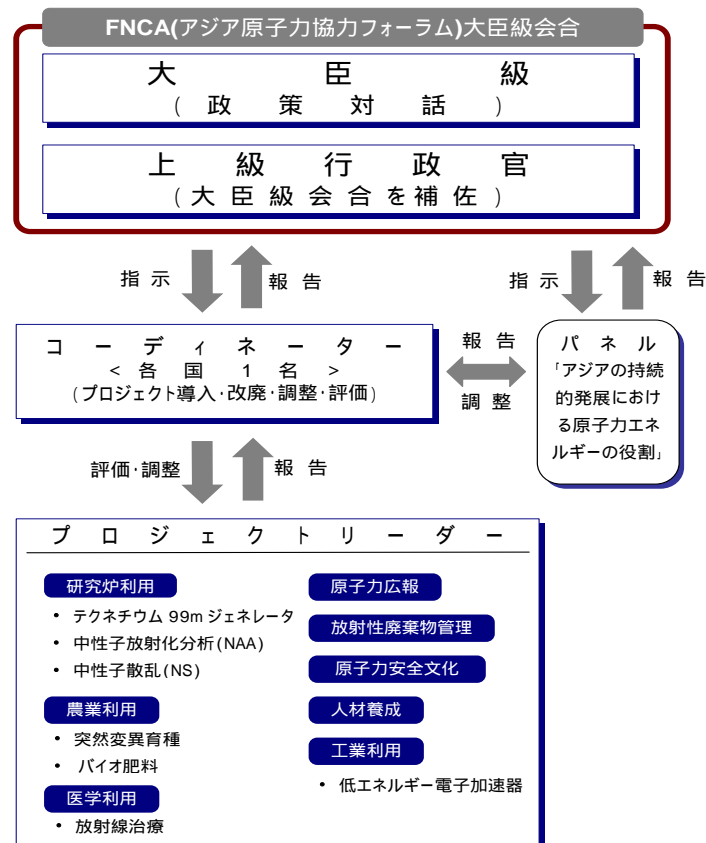 FNCA(アジア原子力協力フォーラム)大臣級会合
大臣級
(政策対話)
上級行政官
(大臣級会合を補佐)
指示
報告
指示
報告
コーディネーター
<各国1名>
(プロジェクト導入·改廃·調整·評価)
報告
調整
パネル
「アジアの持続
的発展におけ
る原子力エネ
ルギーの役割」
評価·調整
報告
プロジェクトリーダー
研究炉利用
• テクネチウム 99m ジェネレータ
• 中性子放射化分析(NAA)
• 中性子散乱(NS)
農業利用
• 突然変異育種
• バイオ肥料
医学利用
• 放射線治療
原子力広報
放射性廃棄物管理
原子力安全文化
人材養成
工業利用
• 低エネルギー電子加速器